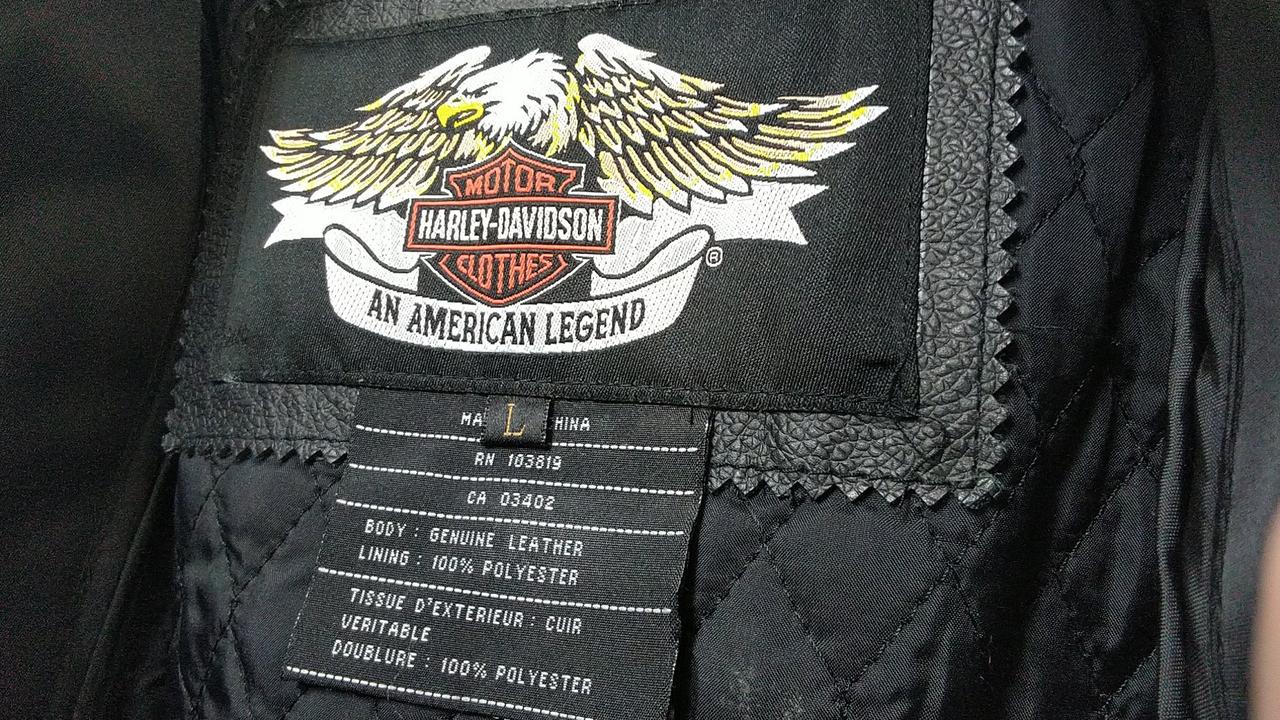 MOTOR
HARLEY-DAVIDSON
CLOTHES
®
AN AMERICAN LEGEND
L
RN 103819
CA 03402
BODY : GENUINE LEATHER
LINING : 100% POLYESTER
TISSUE D'EXTERIEUR : CUIR
VERITABLE
DOUBLURE : 100% POLYESTER